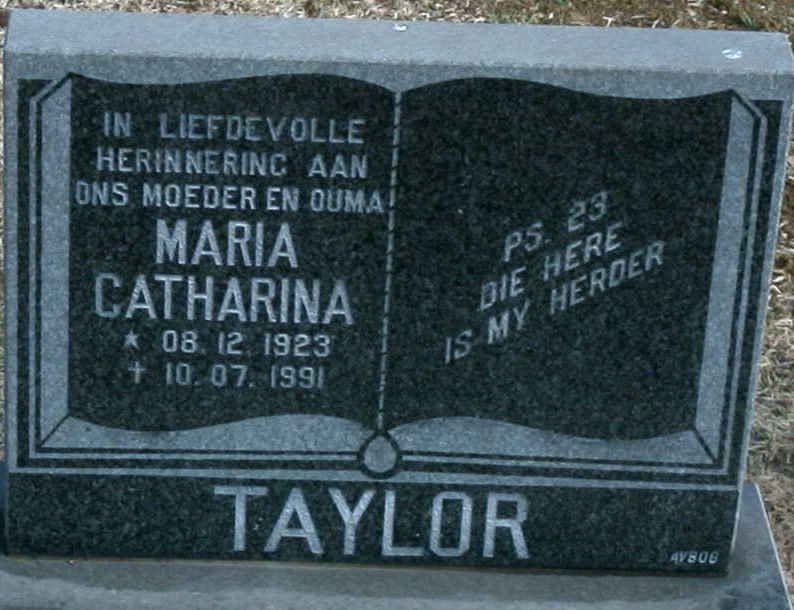 IN LIEFDEVOLLE
HERINNERING AAN
ONS MOEDER EN OUMA
MARIA
CATHARINA
* 08.12.1923
† 10.07.1991
PS. 23
DIE HERE
IS MY HERDER
TAYLOR
AVBOB